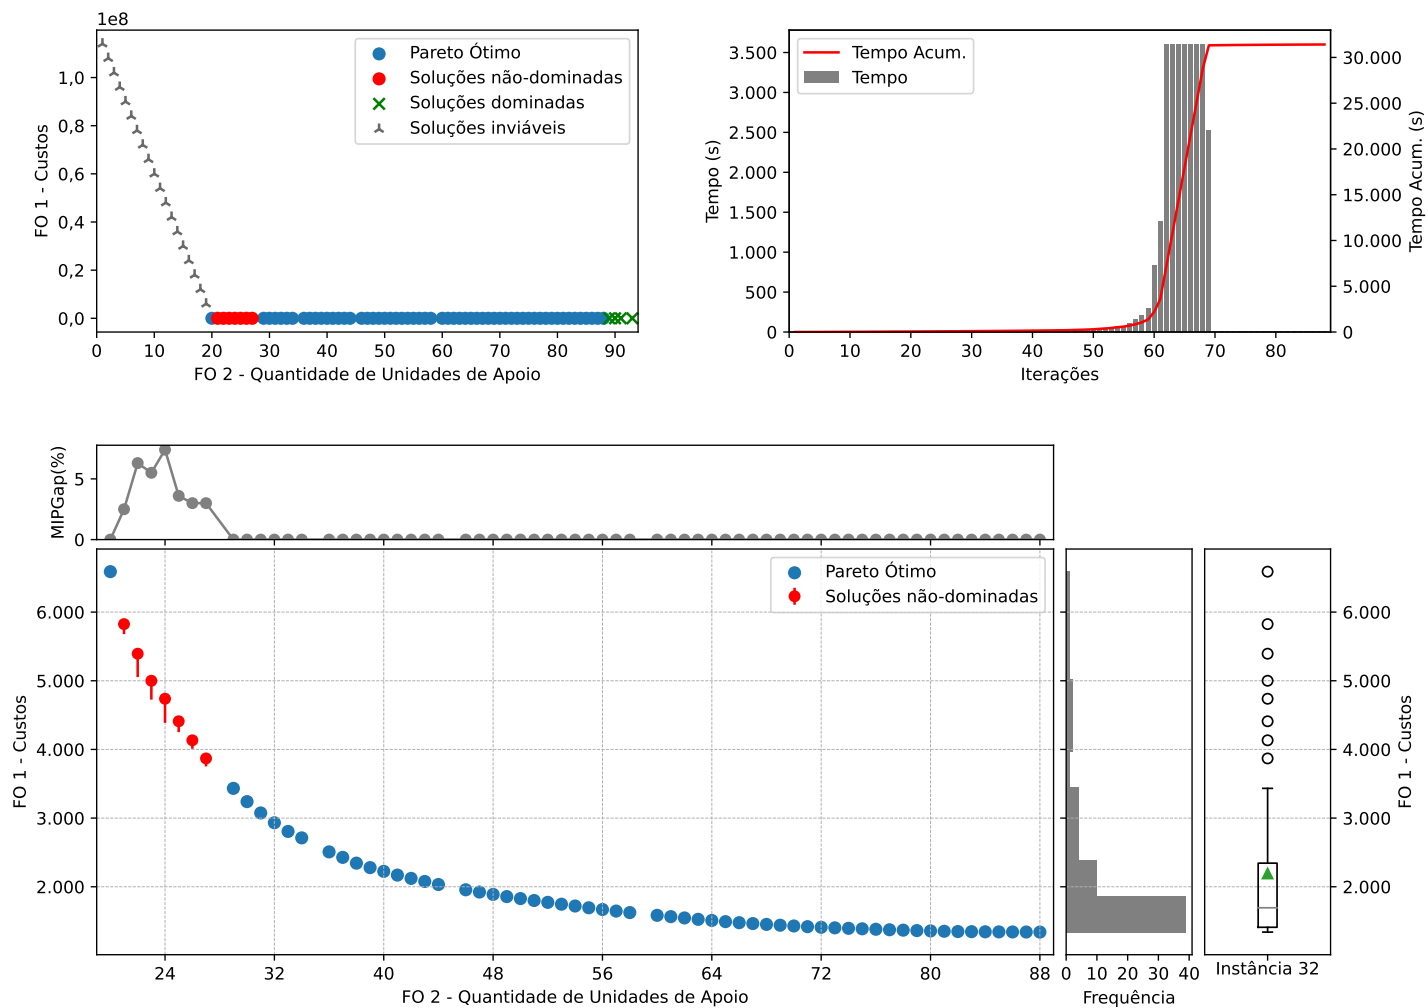 1e8
1,0
0,8
0,6
0,4
0,2
0,0
FO 1 - Custos
0 10 20 30 40 50 60 70 80 90
FO 2 - Quantidade de Unidades de Apoio
Pareto Ótimo
Soluções não-dominadas
Soluções dominadas
Soluções inviáveis
3.500
3.000
2.500
2.000
1.500
1.000
500
0
Tempo (s)
Tempo Acum.
Tempo
0 10 20 30 40 50 60 70 80
Iterações
30.000
25.000
20.000
15.000
10.000
5.000
0
Tempo Acum. (s)
MIPGap(%)
5
0
Pareto Ótimo
Soluções não-dominadas
6.000
5.000
4.000
3.000
2.000
FO 1 - Custos
24 32 40 48 56 64 72 80 88
FO 2 - Quantidade de Unidades de Apoio
0 10 20 30 40
Frequência
Instância 32
6.000
5.000
4.000
3.000
2.000
FO 1 - Custos